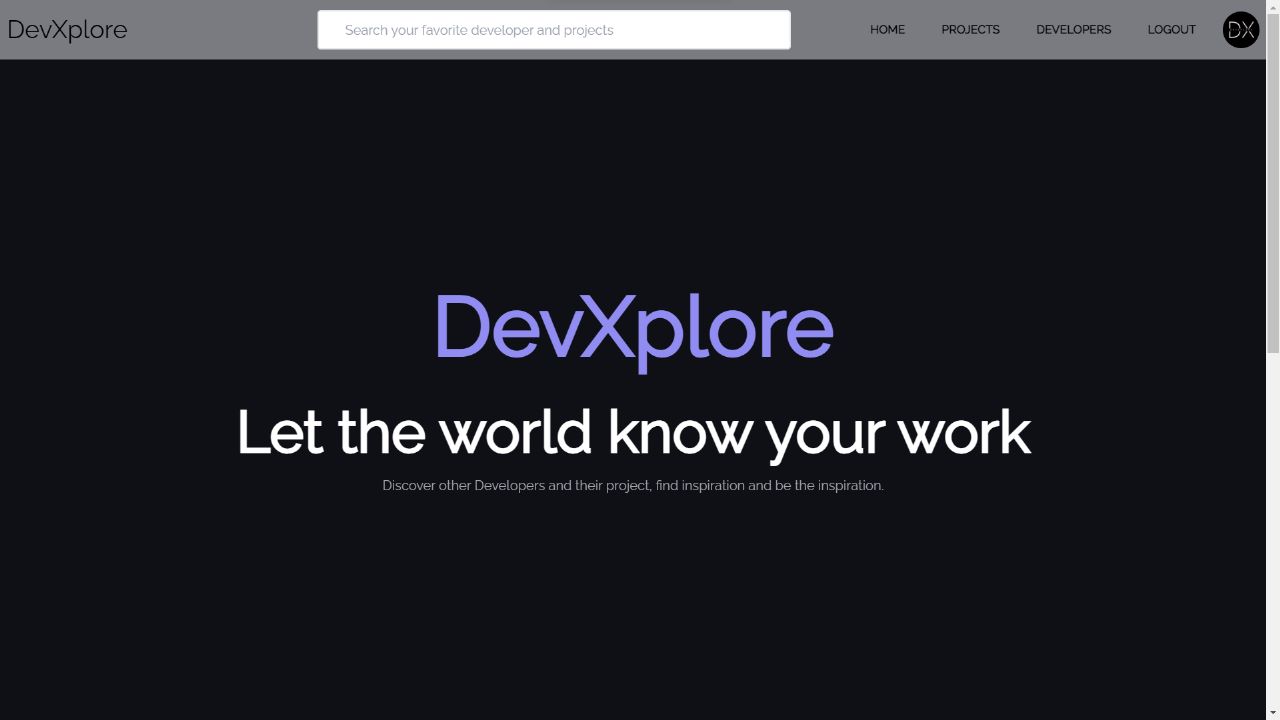 DevXplore
Search your favorite developer and projects
HOME PROJECTS DEVELOPERS LOGOUT
DX
DevXplore
Let the world know your work
Discover other Developers and their project, find inspiration and be the inspiration.